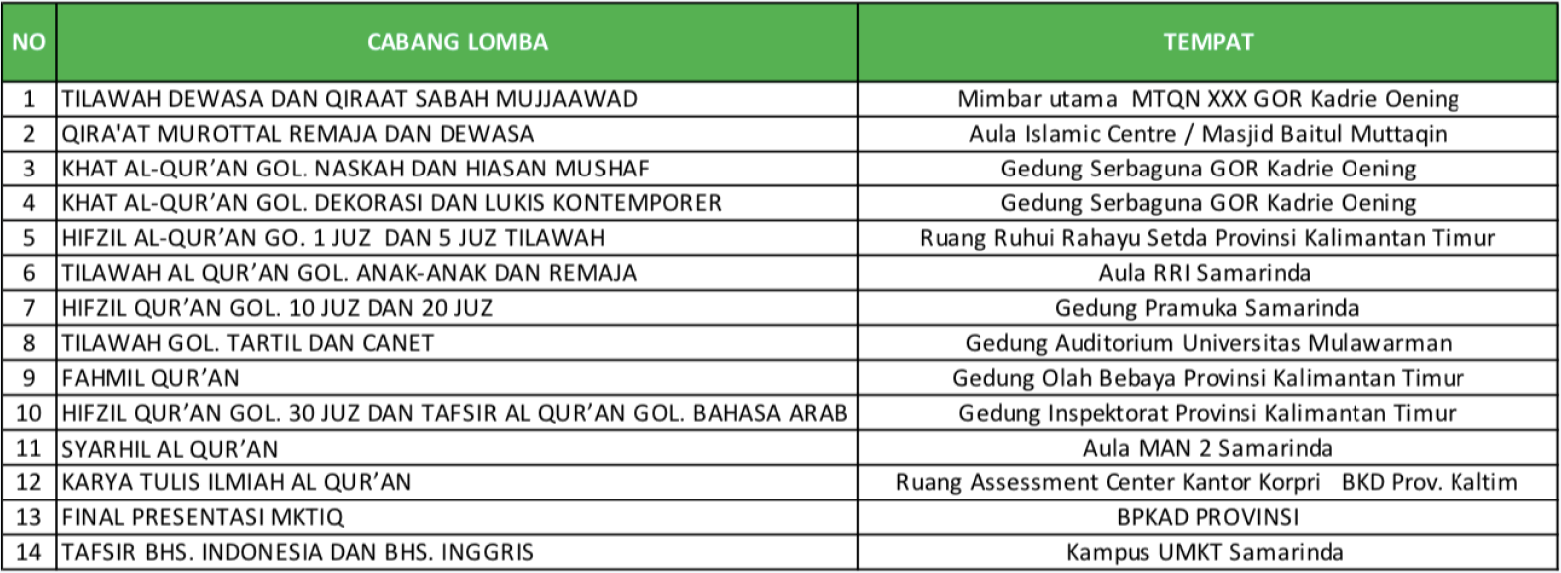 NO CABANG LOMBA TEMPAT
1 TILAWAH DEWASA DAN QIRAAT SABAH MUJJAAWAD Mimbar utama MTQN XXX GOR Kadrie Oening
2 QIRA'AT MUROTTAL REMAJA DAN DEWASA Aula Islamic Centre / Masjid Baitul Muttaqin
3 KHAT AL-QUR’AN GOL. NASKAH DAN HIASAN MUSHAF Gedung Serbaguna GOR Kadrie Oening
4 KHAT AL-QUR’AN GOL. DEKORASI DAN LUKIS KONTEMPORER Gedung Serbaguna GOR Kadrie Oening
5 HIFZIL AL-QUR’AN GO. 1 JUZ DAN 5 JUZ TILAWAH Ruang Ruhui Rahayu Setda Provinsi Kalimantan Timur
6 TILAWAH AL QUR’AN GOL. ANAK-ANAK DAN REMAJA Aula RRI Samarinda
7 HIFZIL QUR’AN GOL. 10 JUZ DAN 20 JUZ Gedung Pramuka Samarinda
8 TILAWAH GOL. TARTIL DAN CANET Gedung Auditorium Universitas Mulawarman
9 FAHMIL QUR’AN Gedung Olah Bebaya Provinsi Kalimantan Timur
10 HIFZIL QUR’AN GOL. 30 JUZ DAN TAFSIR AL QUR’AN GOL. BAHASA ARAB Gedung Inspektorat Provinsi Kalimantan Timur
11 SYARHIL AL QUR’AN Aula MAN 2 Samarinda
12 KARYA TULIS ILMIAH AL QUR’AN Ruang Assessment Center Kantor Korpri BKD Prov. Kaltim
13 FINAL PRESENTASI MKTIQ BPKAD PROVINSI
14 TAFSIR BHS. INDONESIA DAN BHS. INGGRIS Kampus UMKT Samarinda